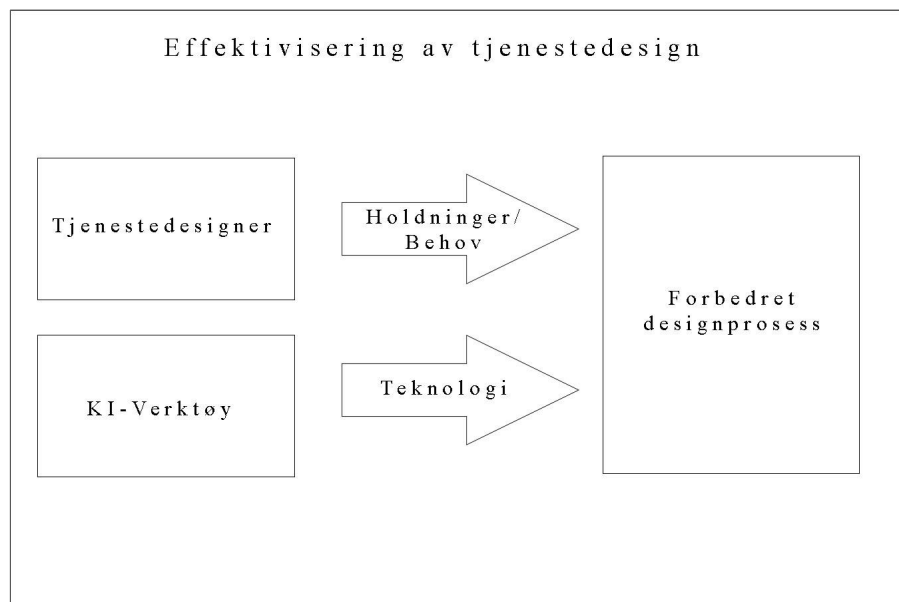 Effektivisering av tjenestedesign
Tjenestedesigner
Holdninger/
Behov
Forbedret
designprosess
KI-Verktøy
Teknologi